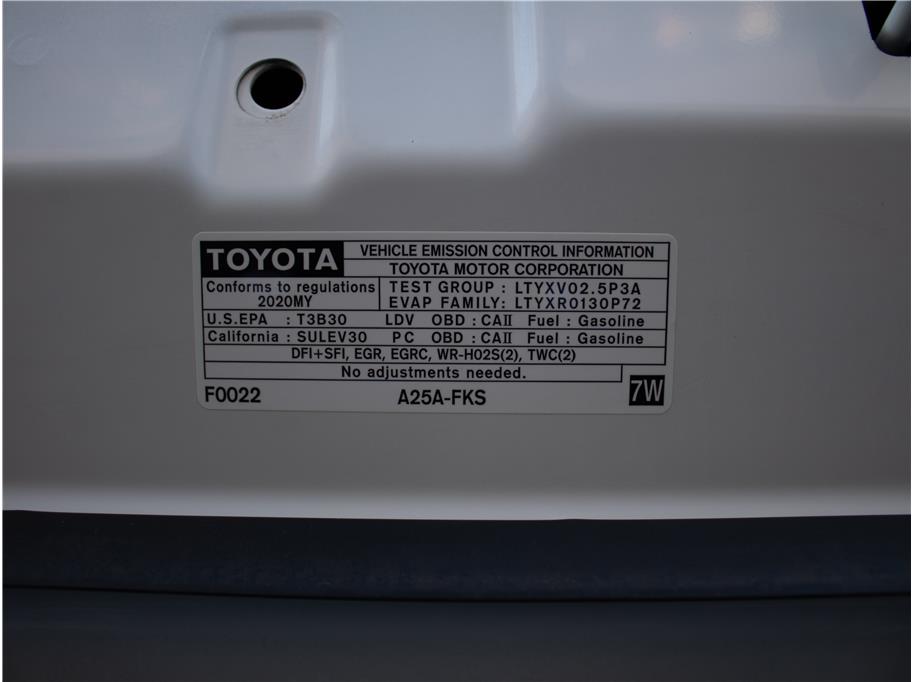 TOYOTA VEHICLE EMISSION CONTROL INFORMATION
TOYOTA MOTOR CORPORATION
Conforms to regulations
2020MY
TEST GROUP : LTYXV02.5P3A
EVAP FAMILY: LTYXR0130P72
U.S.EPA : T3B30 LDV OBD : CAII Fuel : Gasoline
California : SULEV30 PC OBD : CAII Fuel : Gasoline
DFI+SFI, EGR, EGRC, WR-HO2S(2), TWC(2)
No adjustments needed.
F0022 A25A-FKS 7W